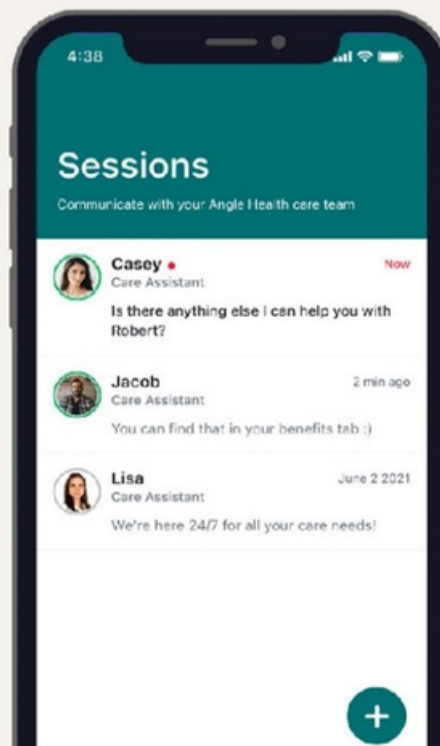 4:38
Sessions
Communicate with your Angle Health care team
Casey
Now
Care Assistant
Is there anything else I can help you with
Robert?
Jacob
2 min ago
Care Assistant
You can find that in your benefits tab :)
Lisa
June 2 2021
Care Assistant
We're here 24/7 for all your care needs!
+